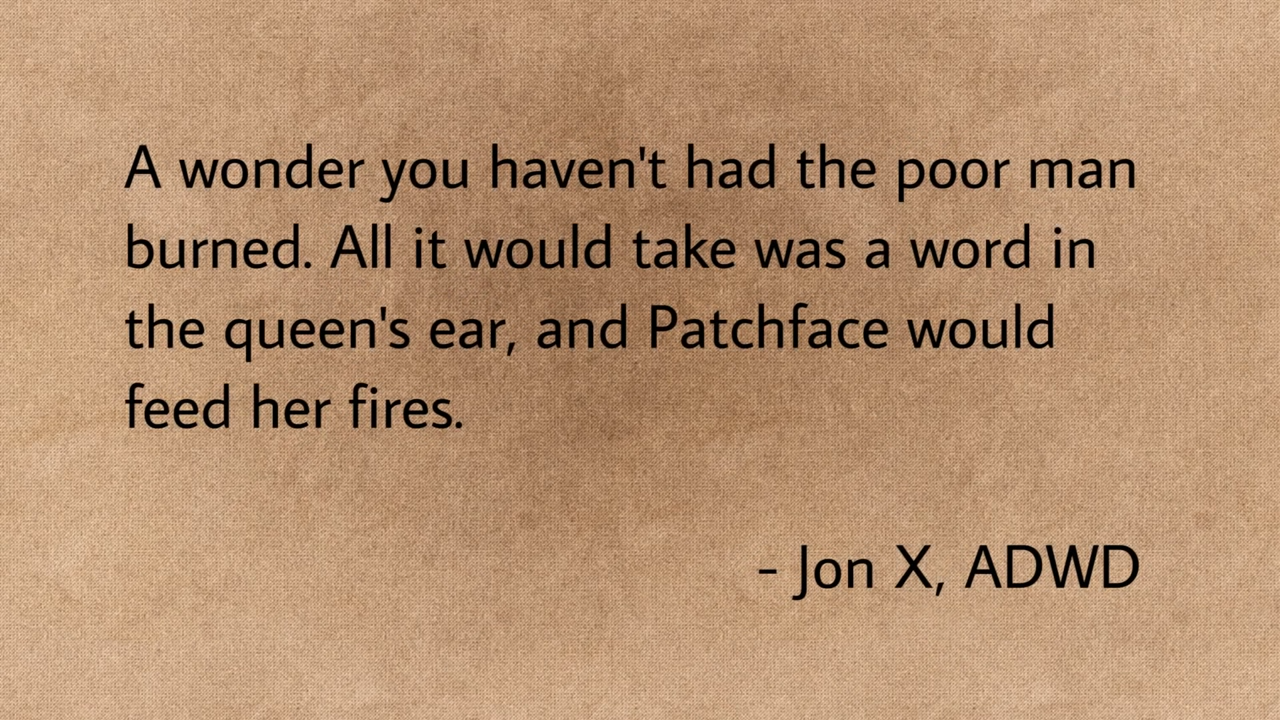 A wonder you haven't had the poor man
burned. All it would take was a word in
the queen's ear, and Patchface would
feed her fires.
- Jon X, ADWD